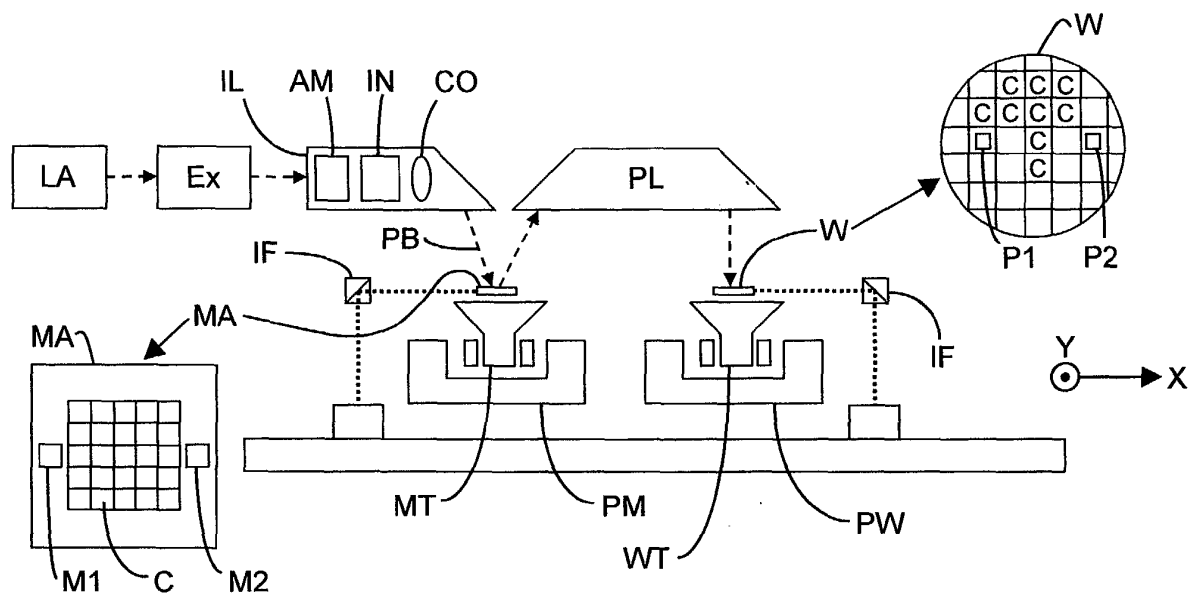 W
IL AM IN CO
C C C
C C C C
LA Ex PL
C
C
PB W
P1 P2
IF
MA
MA IF
Y
X
MT PM PW
WT
M1 C M2